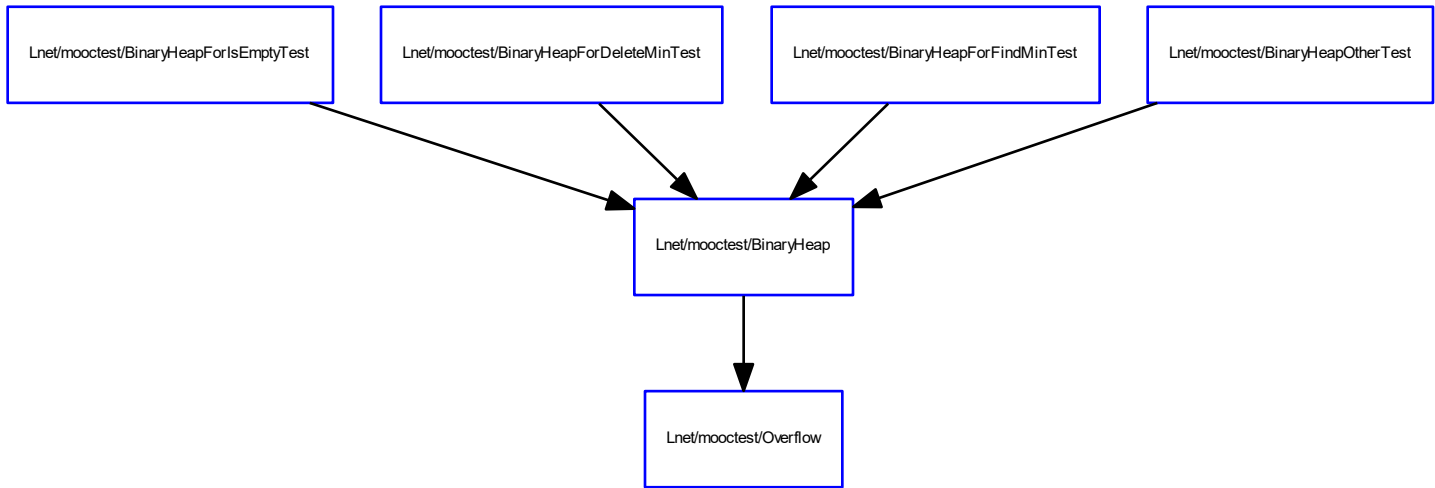 Lnet/mooctest/BinaryHeapForIsEmptyTest
Lnet/mooctest/BinaryHeapForDeleteMinTest
Lnet/mooctest/BinaryHeapForFindMinTest
Lnet/mooctest/BinaryHeapOtherTest
Lnet/mooctest/BinaryHeap
Lnet/mooctest/Overflow